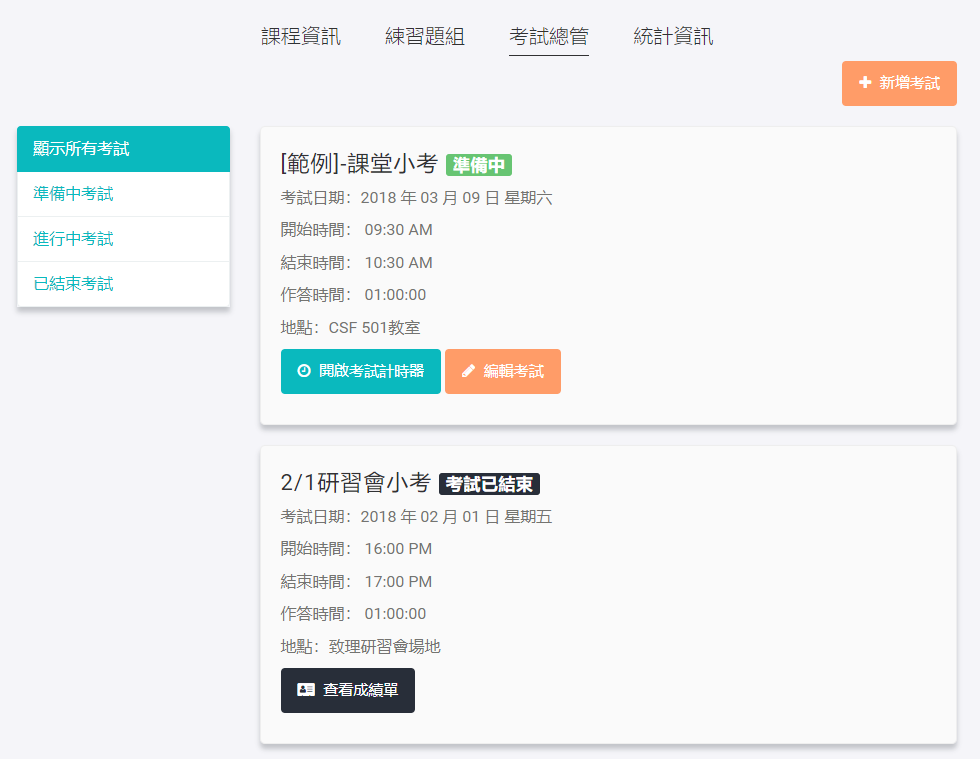 課程資訊 練習題組 考試總管 統計資訊
新增考試
顯示所有考試
準備中考試
進行中考試
已結束考試
[範例]-課堂小考 準備中
考試日期：2018 年 03 月 09 日 星期六
開始時間： 09:30 AM
結束時間： 10:30 AM
作答時間： 01:00:00
地點：CSF 501教室
開啟考試計時器 編輯考試
2/1研習會小考 考試已結束
考試日期：2018 年 02 月 01 日 星期五
開始時間： 16:00 PM
結束時間： 17:00 PM
作答時間： 01:00:00
地點：致理研習會場地
查看成績單